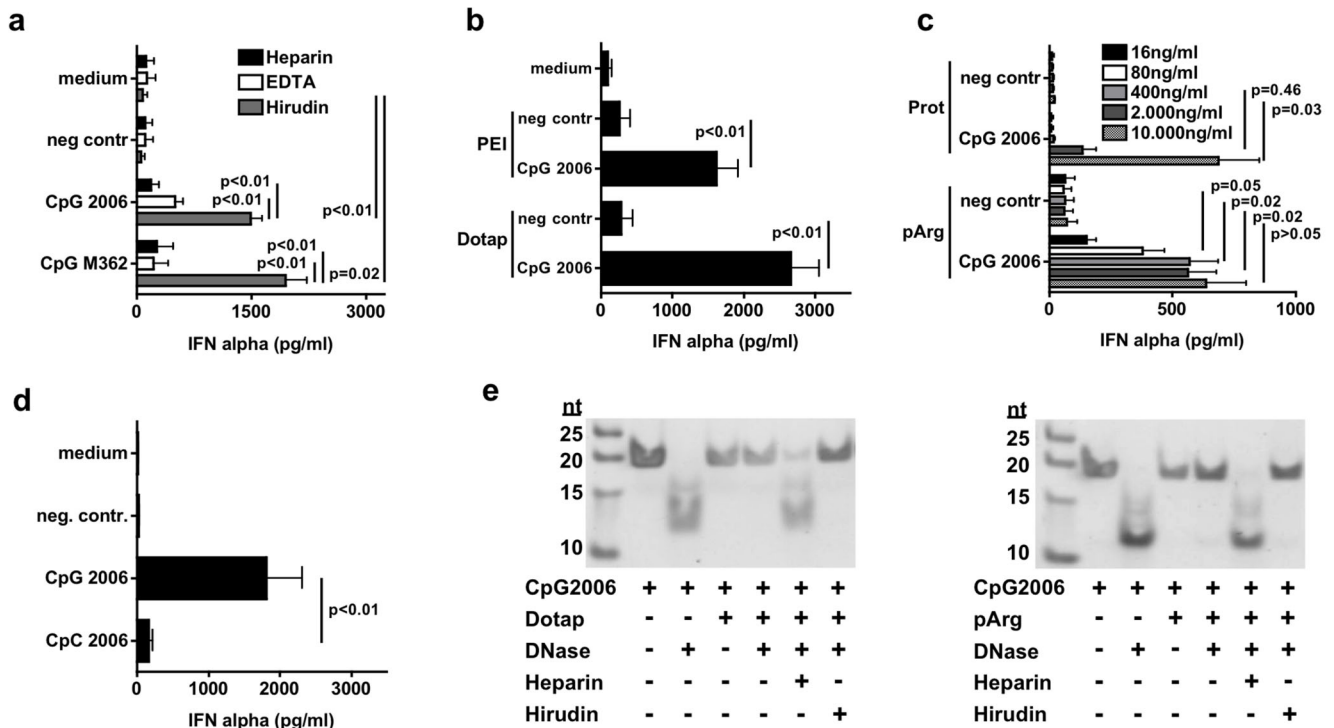 a
Heparin
EDTA
Hirudin
medium
neg contr
CpG 2006
CpG M362
p<0.01
p<0.01
p<0.01
p<0.01
p<0.01
p=0.02
0 1500 3000
IFN alpha (pg/ml)
b
medium
PEI
neg contr
CpG 2006
p<0.01
Dotap
neg contr
CpG 2006
p<0.01
0 1000 2000 3000
IFN alpha (pg/ml)
c
16ng/ml
80ng/ml
400ng/ml
2.000ng/ml
10.000ng/ml
Prot
neg contr
CpG 2006
p=0.46
p=0.03
pArg
neg contr
CpG 2006
p=0.05
p=0.02
p=0.02
p>0.05
0 500 1000
IFN alpha (pg/ml)
d
medium
neg. contr.
CpG 2006
CpC 2006
p<0.01
0 1000 2000 3000
IFN alpha (pg/ml)
e
nt
25
20
15
10
CpG2006 + + + + + +
Dotap - - + + + +
DNase - + - + + +
Heparin - - - - + -
Hirudin - - - - - +
nt
25
20
15
10
CpG2006 + + + + + +
pArg - - + + + +
DNase - + - + + +
Heparin - - - - + -
Hirudin - - - - - +